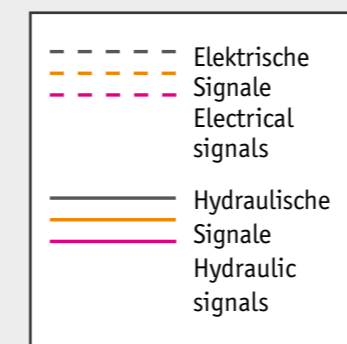 Elektrische
Signale
Electrical
signals
Hydraulische
Signale
Hydraulic
signals